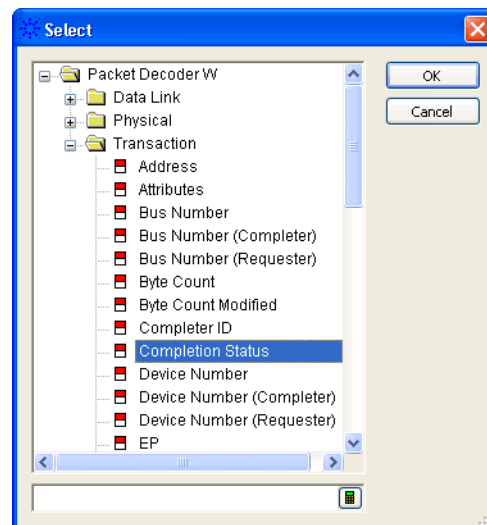 Select
Packet Decoder W
OK
Data Link
Cancel
Physical
Transaction
Address
Attributes
Bus Number
Bus Number (Completer)
Bus Number (Requester)
Byte Count
Byte Count Modified
Completer ID
Completion Status
Device Number
Device Number (Completer)
Device Number (Requester)
EP